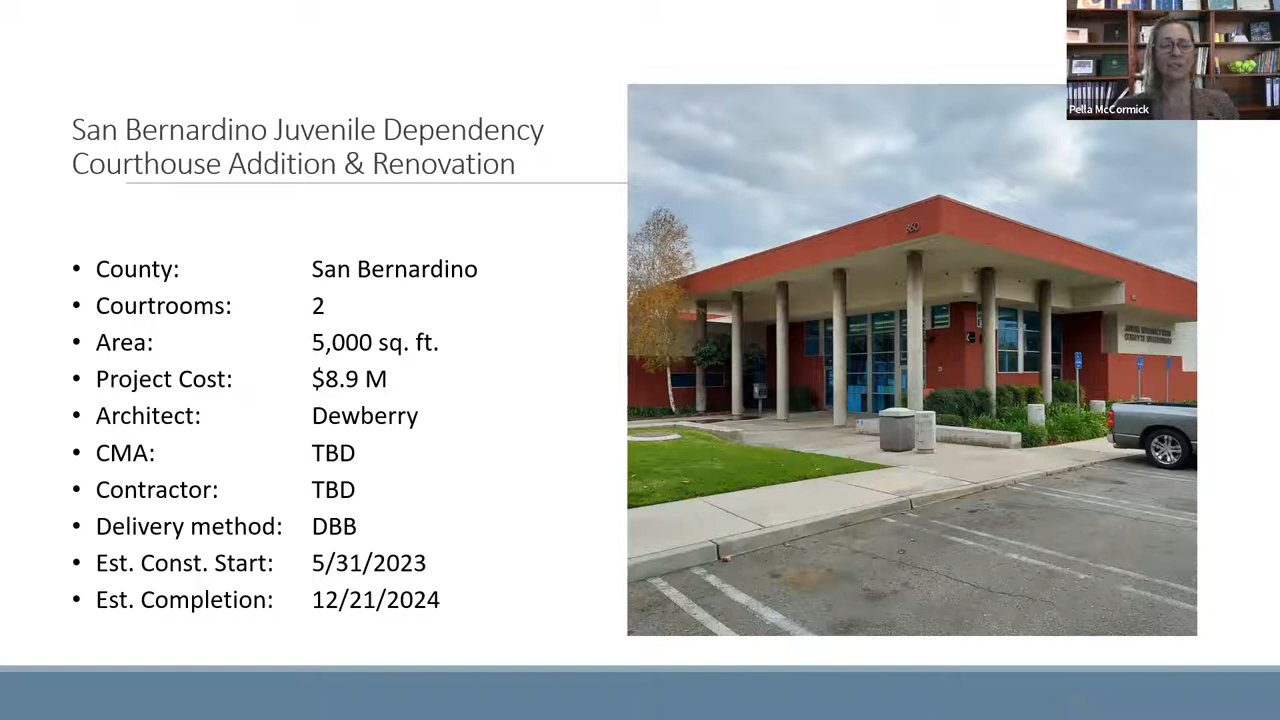 Pella McCormick
San Bernardino Juvenile Dependency
Courthouse Addition & Renovation
• County: San Bernardino
• Courtrooms: 2
• Area: 5,000 sq. ft.
• Project Cost: $8.9 M
• Architect: Dewberry
• CMA: TBD
• Contractor: TBD
• Delivery method: DBB
• Est. Const. Start: 5/31/2023
• Est. Completion: 12/21/2024
860